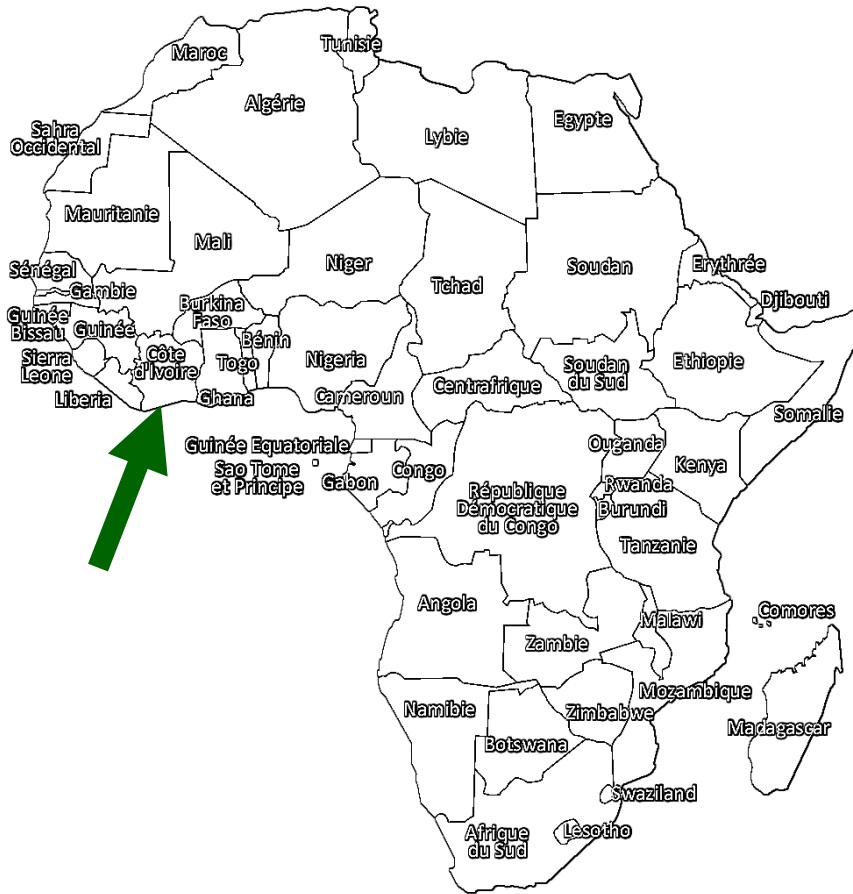 Tunisie
Maroc
Algérie
Egypte
Sahra
Occidental
Lybie
Mauritanie
Mali
Niger
Soudan
Erythrée
Sénégal
Tchad
Gambie
Djibouti
Burkina
Faso
Guinée
Bissau
Guinée
Bénin
Côte
d'Ivoire
Togo
Nigeria
Sierra
Leone
Soudan
du Sud
Ethiopie
Centrafrique
Liberia
Ghana
Cameroun
Somalie
Guinée Equatoriale
Ouganda
Sao Tome
et Principe
Gabon
Congo
Kenya
Rwanda
République
Démocratique
du Congo
Burundi
Tanzanie
Angola
Malawi
Comores
Zambie
Mozambique
Namibie
Zimbabwe
Madagascar
Botswana
Swaziland
Afrique
du Sud
Lesotho